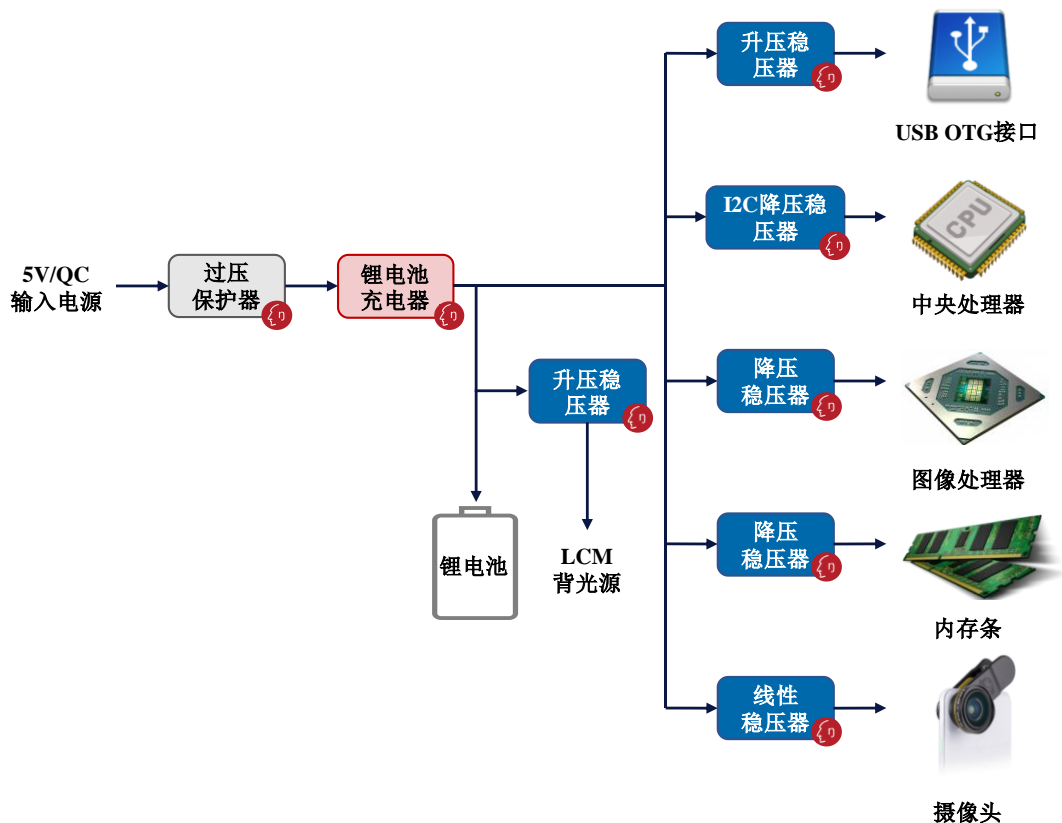 升压稳
压器
USB OTG接口
I2C降压稳
压器
CPU
中央处理器
5V/QC
输入电源
过压
保护器
锂电池
充电器
升压稳
压器
降压
稳压器
图像处理器
锂电池
LCM
背光源
降压
稳压器
内存条
线性
稳压器
摄像头